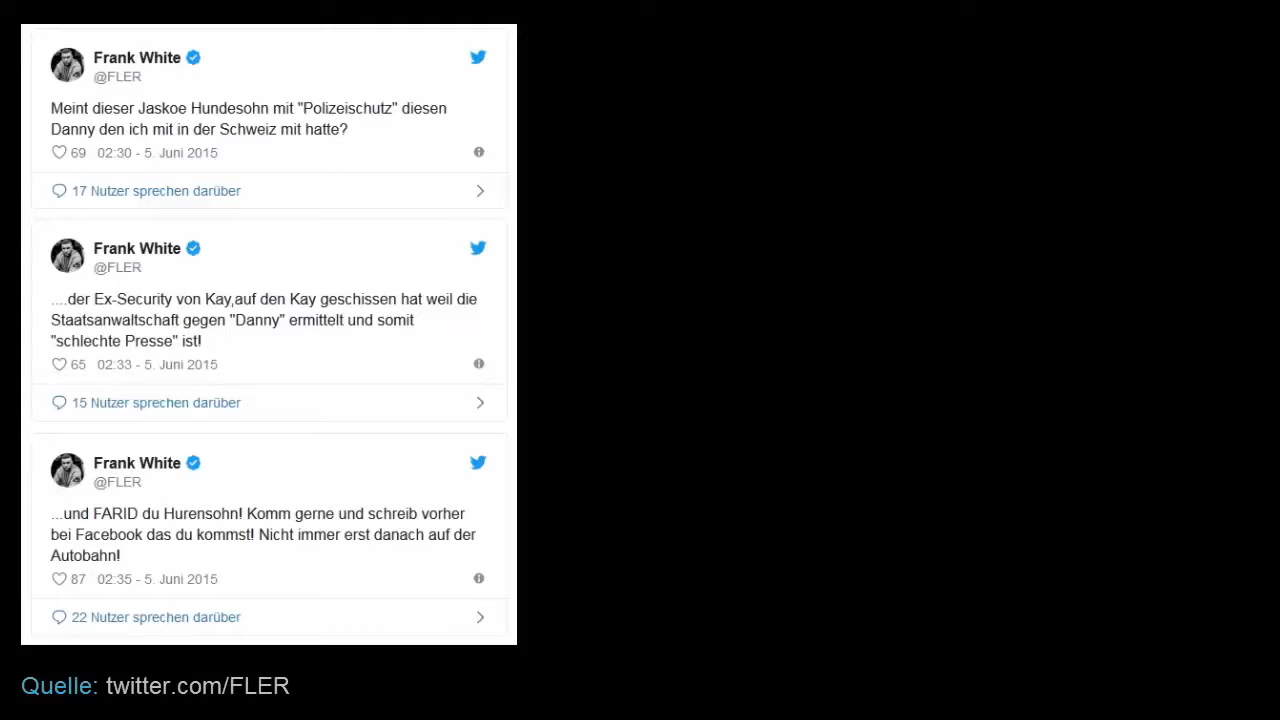 Frank White
@FLER
Meint dieser Jaskoe Hundesohn mit "Polizeischutz" diesen
Danny den ich mit in der Schweiz mit hatte?
69 02:30 - 5. Juni 2015
17 Nutzer sprechen darüber
Frank White
@FLER
....der Ex-Security von Kay,auf den Kay geschissen hat weil die
Staatsanwaltschaft gegen "Danny" ermittelt und somit
"schlechte Presse" ist!
65 02:33 - 5. Juni 2015
15 Nutzer sprechen darüber
Frank White
@FLER
...und FARID du Hurensohn! Komm gerne und schreib vorher
bei Facebook das du kommst! Nicht immer erst danach auf der
Autobahn!
87 02:35 - 5. Juni 2015
22 Nutzer sprechen darüber
Quelle: twitter.com/FLER